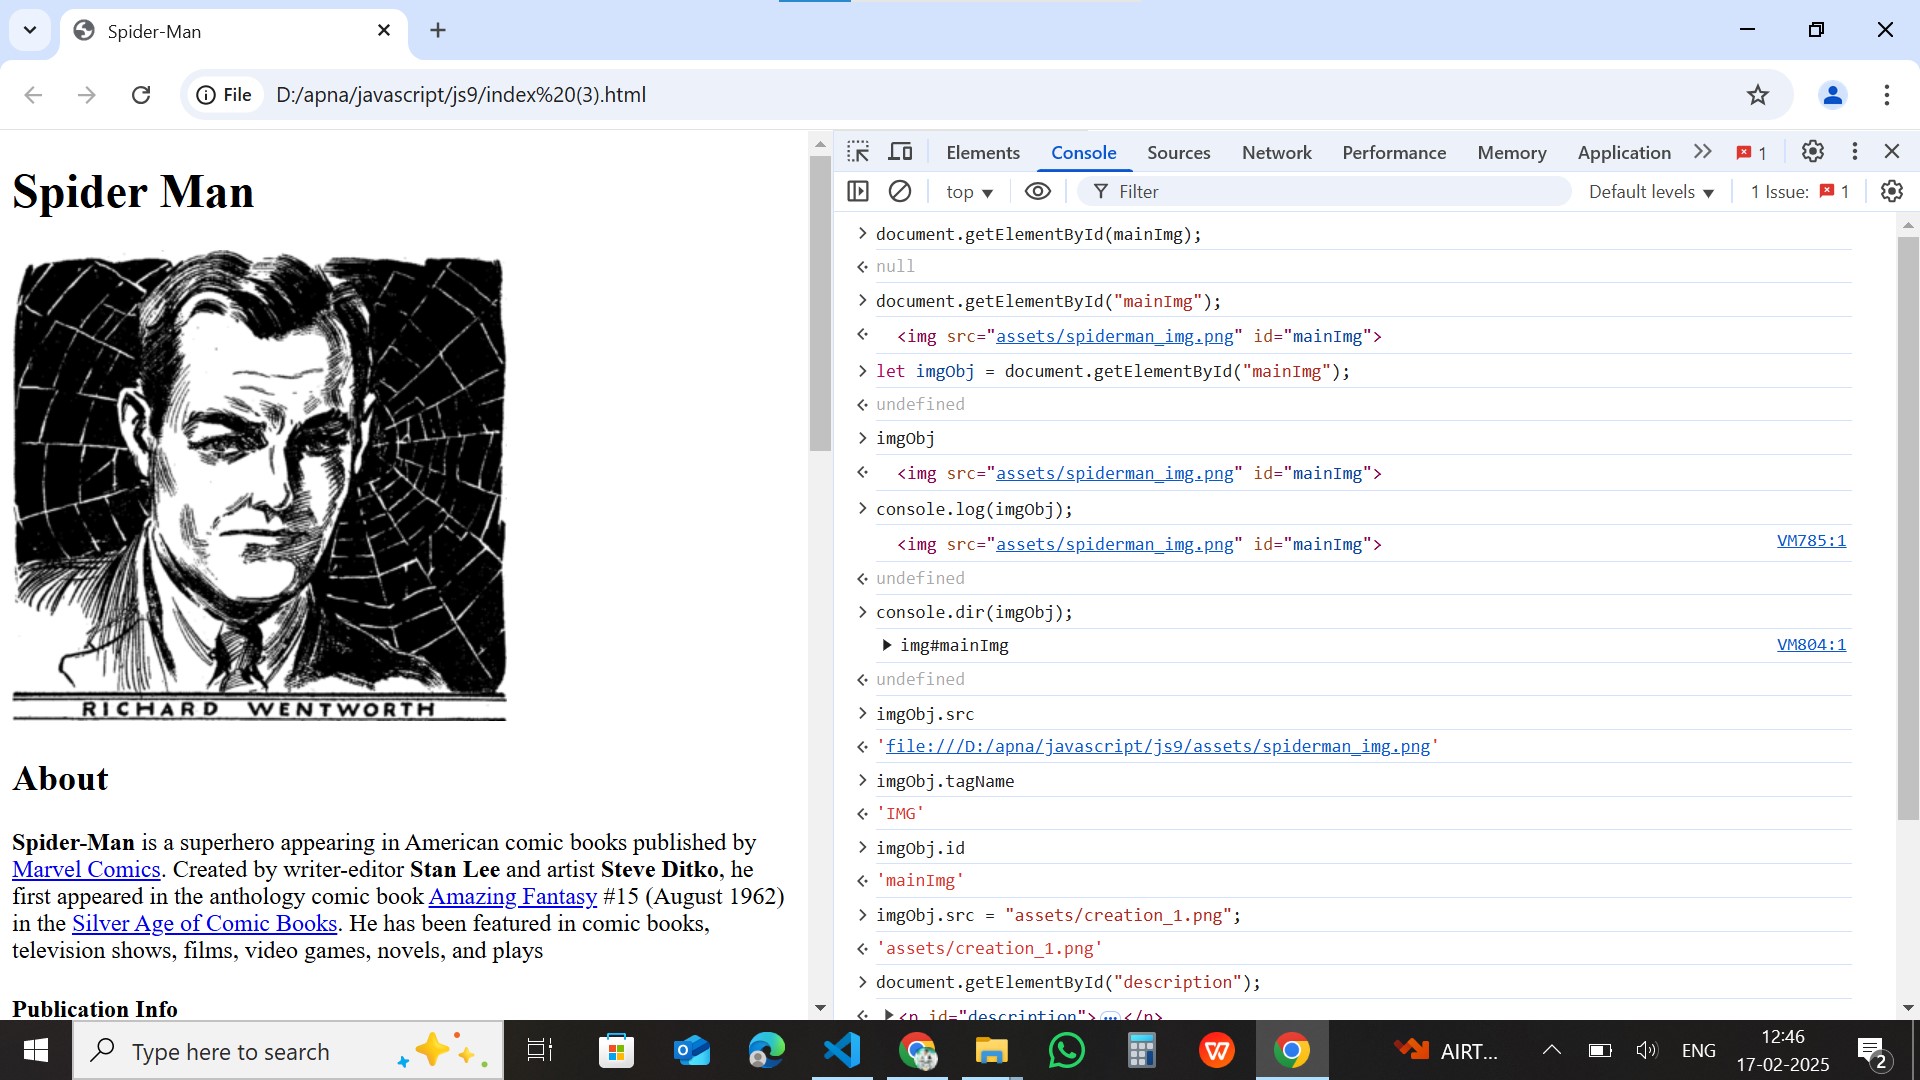 Spider-Man
File
D:/apna/javascript/js9/index%20(3).html
Spider Man
RICHARD WENTWORTH
About
Spider-Man is a superhero appearing in American comic books published by
Marvel Comics. Created by writer-editor Stan Lee and artist Steve Ditko, he
first appeared in the anthology comic book Amazing Fantasy #15 (August 1962)
in the Silver Age of Comic Books. He has been featured in comic books,
television shows, films, video games, novels, and plays
Publication Info
Elements Console Sources Network Performance Memory Application 1
top Filter Default levels 1 Issue: 1
document.getElementById(mainImg);
null
document.getElementById("mainImg");
<img src="assets/spiderman_img.png" id="mainImg">
let imgObj = document.getElementById("mainImg");
undefined
imgObj
<img src="assets/spiderman_img.png" id="mainImg">
console.log(imgObj);
<img src="assets/spiderman_img.png" id="mainImg"> VM785:1
undefined
console.dir(imgObj);
img#mainImg VM804:1
undefined
imgObj.src
'file:///D:/apna/javascript/js9/assets/spiderman_img.png'
imgObj.tagName
'IMG'
imgObj.id
'mainImg'
imgObj.src = "assets/creation_1.png";
'assets/creation_1.png'
document.getElementById("description");
<p id="description">…</p>
Type here to search
AIRT...
ENG
12:46
17-02-2025
2